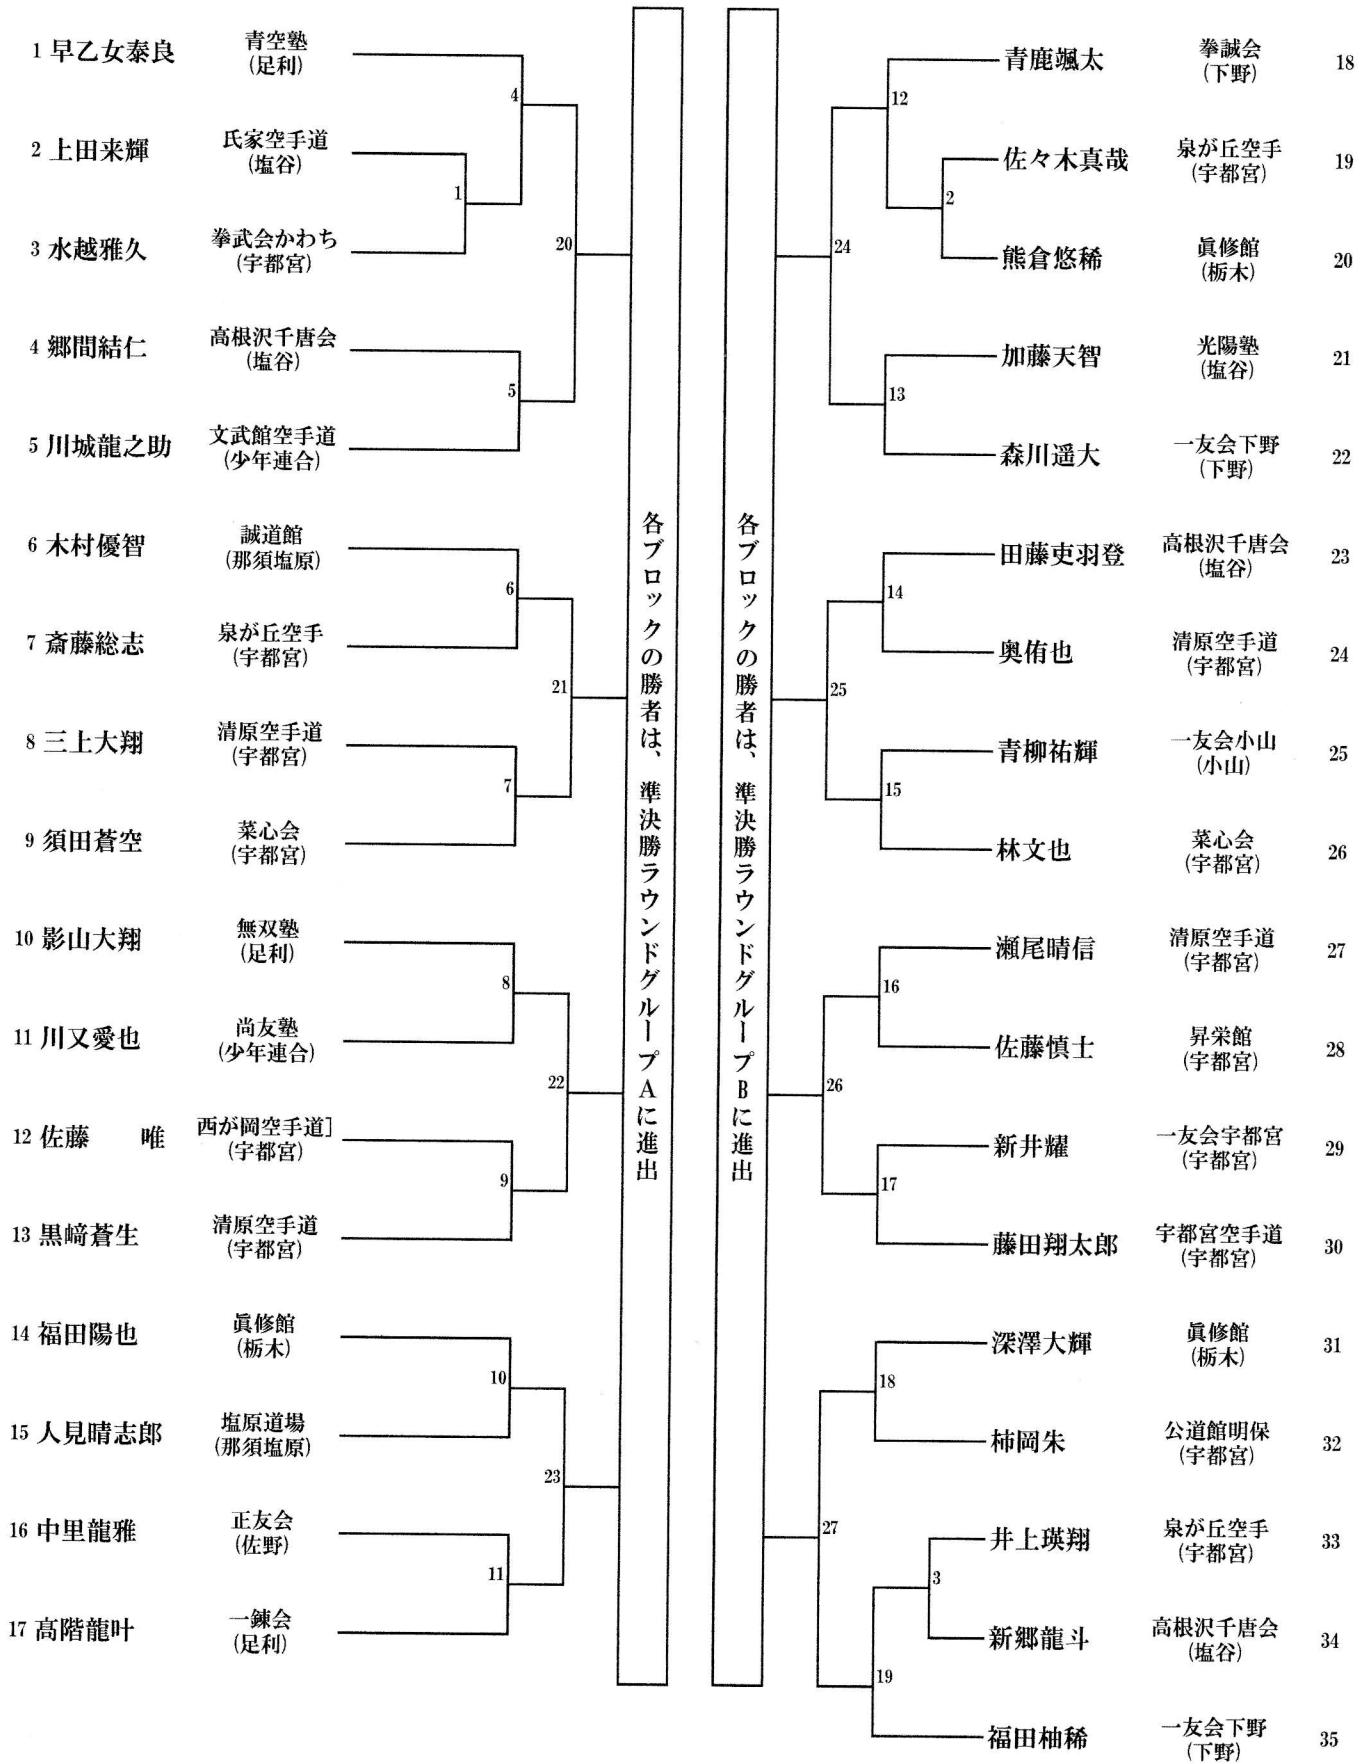 1 早乙女泰良 青空塾
(足利)
4
2 上田来輝 氏家空手道
(塩谷)
1
3 水越雅久 拳武会かわち
(宇都宮)
20
4 郷間結仁 高根沢千唐会
(塩谷)
5
5 川城龍之助 文武館空手道
(少年連合)
6 木村優智 誠道館
(那須塩原)
6
7 斎藤総志 泉が丘空手
(宇都宮)
21
8 三上大翔 清原空手道
(宇都宮)
7
9 須田蒼空 菜心会
(宇都宮)
10 影山大翔 無双塾
(足利)
8
11 川又愛也 尚友塾
(少年連合)
22
12 佐藤 唯 西が岡空手道]
(宇都宮)
9
13 黒﨑蒼生 清原空手道
(宇都宮)
14 福田陽也 眞修館
(栃木)
10
15 人見晴志郎 塩原道場
(那須塩原)
23
16 中里龍雅 正友会
(佐野)
11
17 髙階龍叶 一錬会
(足利)
各ブロックの勝者は、準決勝ラウンドグループAに進出
各ブロックの勝者は、準決勝ラウンドグループBに進出
青鹿颯太 拳誠会 18
(下野)
12
佐々木真哉 泉が丘空手 19
(宇都宮)
2
24
熊倉悠稀 眞修館 20
(栃木)
加藤天智 光陽塾 21
(塩谷)
13
森川遥大 一友会下野 22
(下野)
田藤吏羽登 高根沢千唐会 23
(塩谷)
14
奥侑也 清原空手道 24
(宇都宮)
25
青柳祐輝 一友会小山 25
(小山)
15
林文也 菜心会 26
(宇都宮)
瀬尾晴信 清原空手道 27
(宇都宮)
16
佐藤慎士 昇栄館 28
(宇都宮)
26
新井耀 一友会宇都宮 29
(宇都宮)
17
藤田翔太郎 宇都宮空手道 30
(宇都宮)
深澤大輝 眞修館 31
(栃木)
18
柿岡朱 公道館明保 32
(宇都宮)
27
井上瑛翔 泉が丘空手 33
(宇都宮)
3
新郷龍斗 高根沢千唐会 34
(塩谷)
19
福田柚稀 一友会下野 35
(下野)